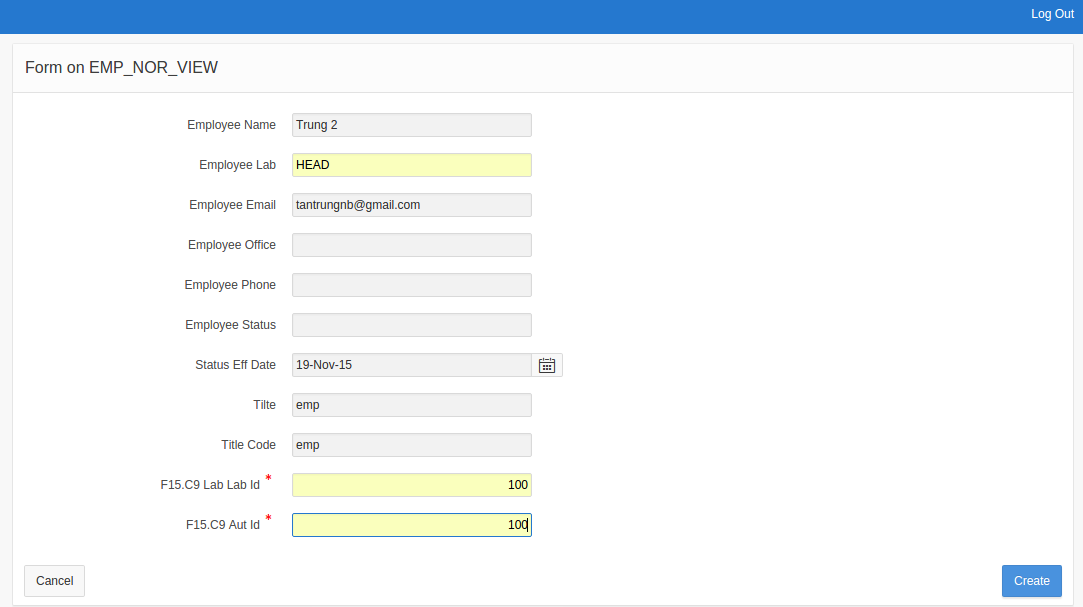 Log Out
Form on EMP_NOR_VIEW
Employee Name Trung 2
Employee Lab HEAD
Employee Email tantrungnb@gmail.com
Employee Office
Employee Phone
Employee Status
Status Eff Date 19-Nov-15
Tilte emp
Title Code emp
F15.C9 Lab Lab Id * 100
F15.C9 Aut Id * 100
Cancel Create